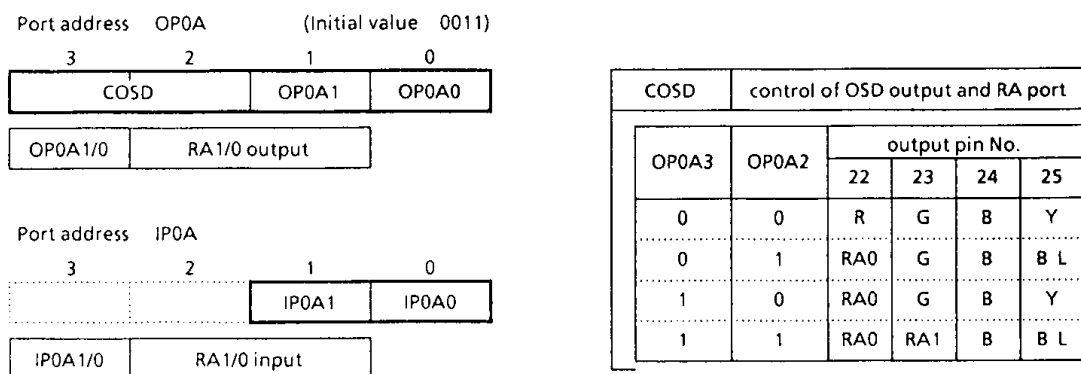 Port address OP0A (Initial value 0011)
3 2 1 0
COSD OP0A1 OP0A0
OP0A1/0 RA1/0 output
Port address IP0A
3 2 1 0
IP0A1 IP0A0
IP0A1/0 RA1/0 input
COSD control of OSD output and RA port
OP0A3 OP0A2 output pin No.
22 23 24 25
0 0 R G B Y
0 1 RA0 G B B L
1 0 RA0 G B Y
1 1 RA0 RA1 B B L